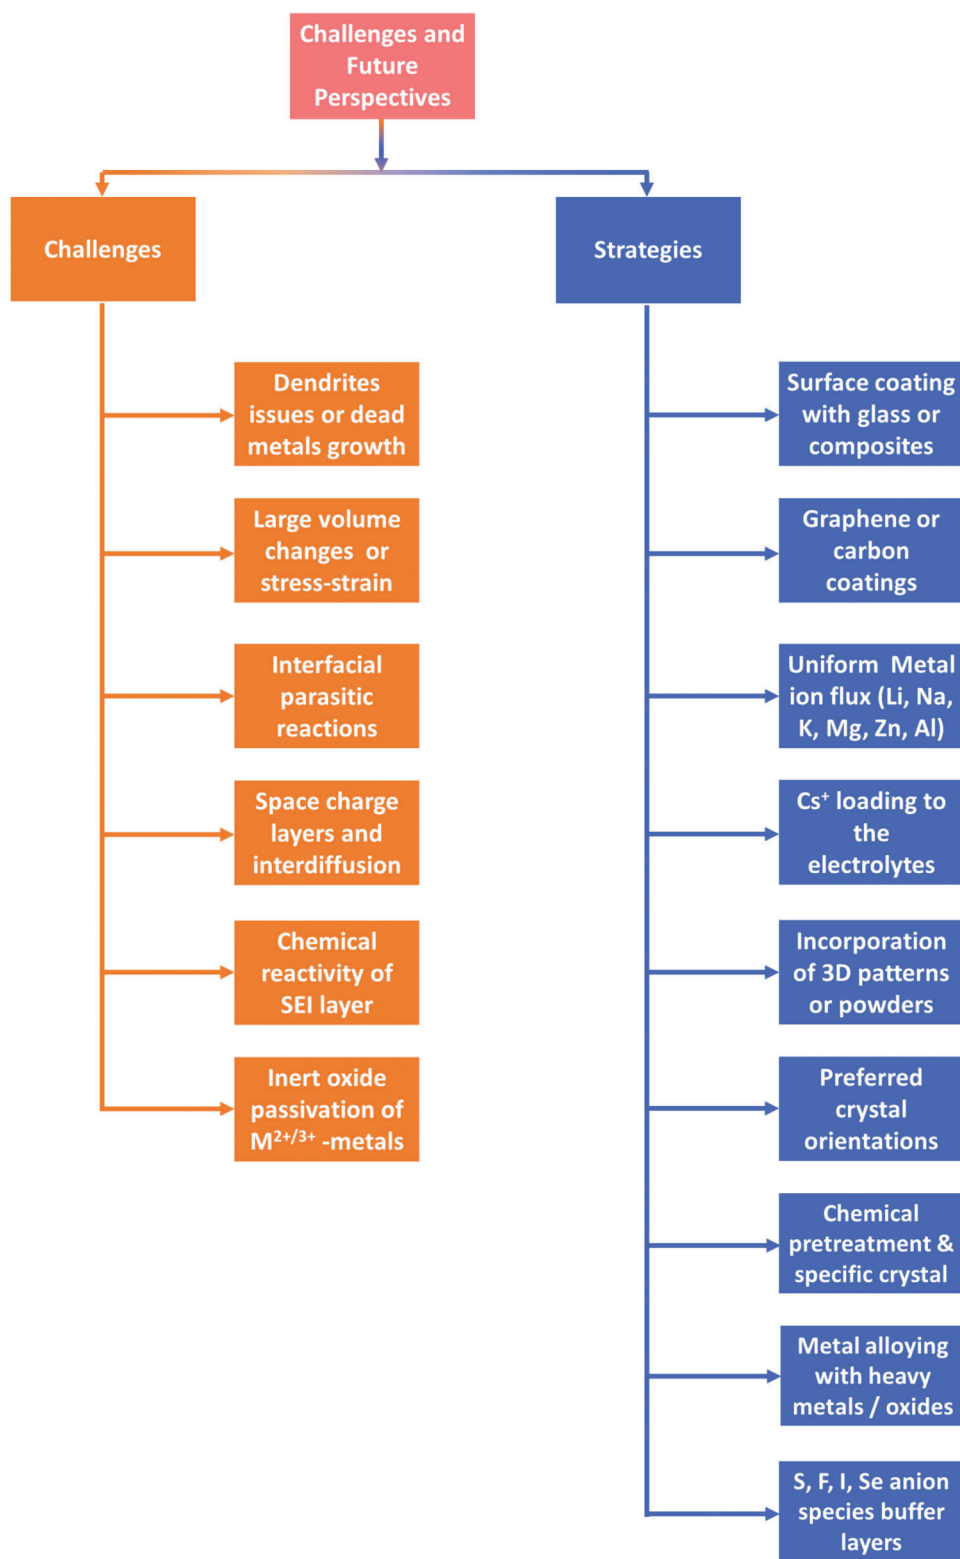 Challenges and
Future
Perspectives
Challenges
Dendrites
issues or dead
metals growth
Large volume
changes or
stress-strain
Interfacial
parasitic
reactions
Space charge
layers and
interdiffusion
Chemical
reactivity of
SEI layer
Inert oxide
passivation of
M²⁺/³⁺ -metals
Strategies
Surface coating
with glass or
composites
Graphene or
carbon
coatings
Uniform Metal
ion flux (Li, Na,
K, Mg, Zn, Al)
Cs⁺ loading to
the
electrolytes
Incorporation
of 3D patterns
or powders
Preferred
crystal
orientations
Chemical
pretreatment &
specific crystal
Metal alloying
with heavy
metals / oxides
S, F, I, Se anion
species buffer
layers